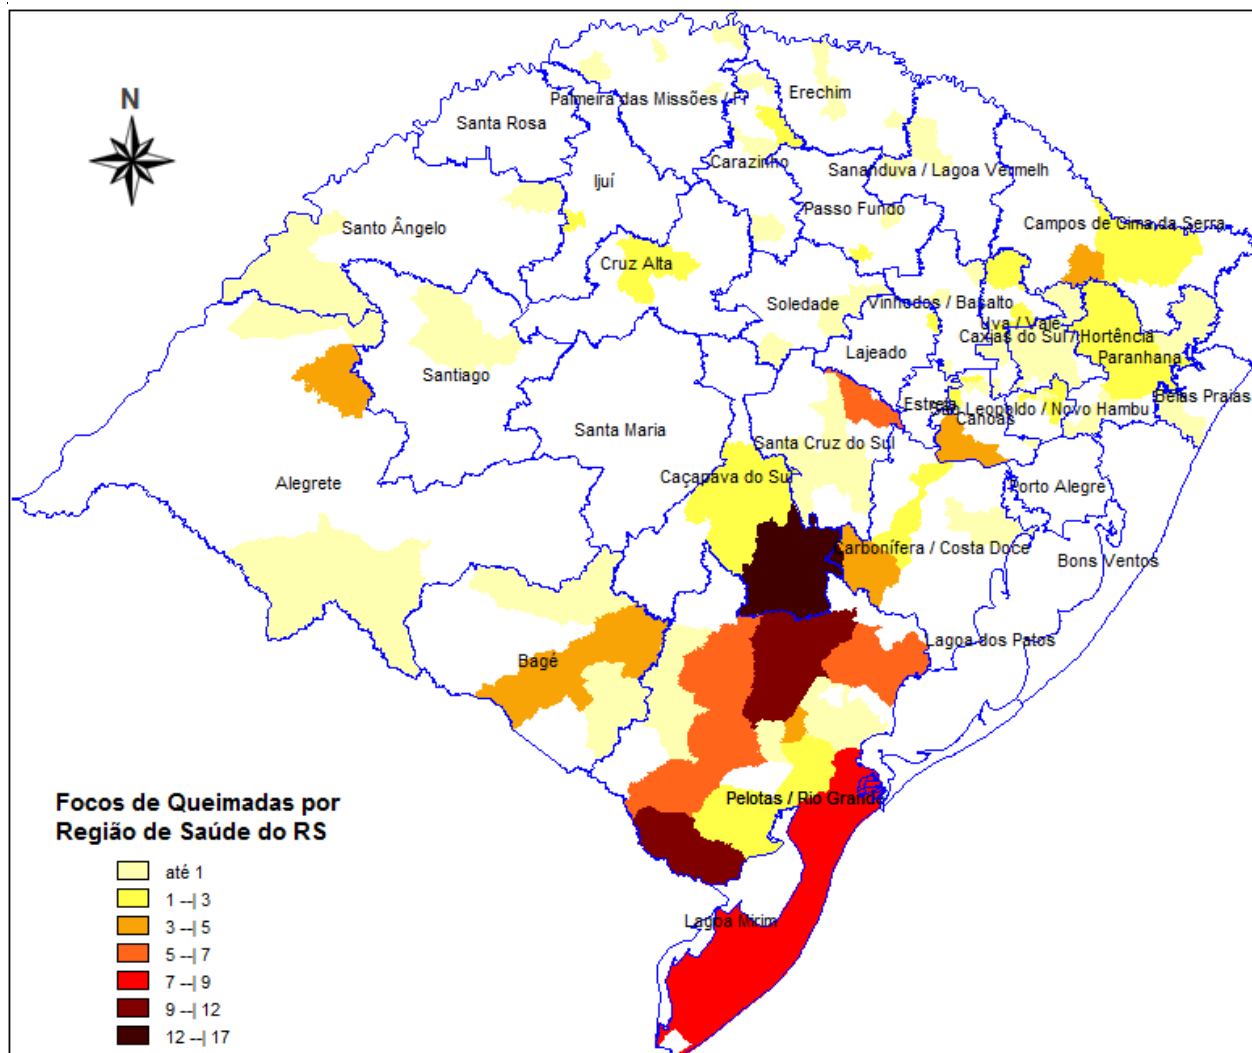 N
Palmeira das Missões / Fr
Erechim
Santa Rosa
Carazinho
Sananduva / Lagoa Vermelh
Ijuí
Passo Fundo
Santo Ângelo
Campos de Cima da Serra
Cruz Alta
Soledade
Vinhedos / Basalto
Uva / Vale
Caxias do Sul / Hortência
Lajeado
Paranhana
Santiago
Belas Praias
Estrela
São Leopoldo / Novo Hambu
Canoas
Santa Maria
Santa Cruz do Sul
Caçapava do Sul
Alegrete
Porto Alegre
Carbonífera / Costa Doce
Bons Ventos
Lagoa dos Patos
Bagé
Pelotas / Rio Grande
Lagoa Mirim
Focos de Queimadas por
Região de Saúde do RS
até 1
1 --| 3
3 --| 5
5 --| 7
7 --| 9
9 --| 12
12 --| 17